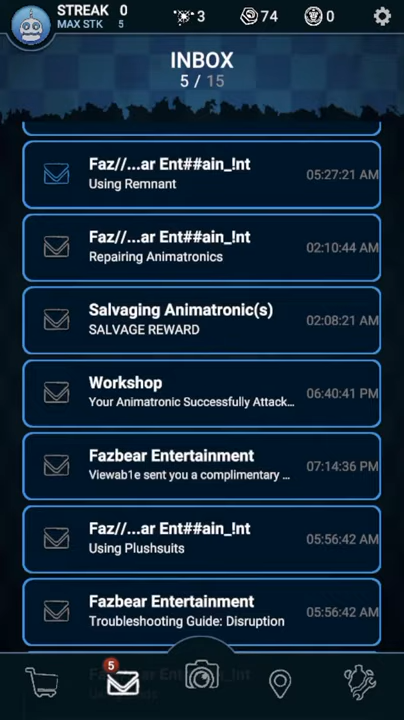 STREAK 0
MAX STK 5
3
74
0
INBOX
5 / 15
Faz//...ar Ent##ain_!nt
Using Remnant
05:27:21 AM
Faz//...ar Ent##ain_!nt
Repairing Animatronics
02:10:44 AM
Salvaging Animatronic(s)
SALVAGE REWARD
02:08:21 AM
Workshop
Your Animatronic Successfully Attack...
06:40:41 PM
Fazbear Entertainment
Viewab1e sent you a complimentary ...
07:14:36 PM
Faz//...ar Ent##ain_!nt
Using Plushsuits
05:56:42 AM
Fazbear Entertainment
Troubleshooting Guide: Disruption
05:56:42 AM
5